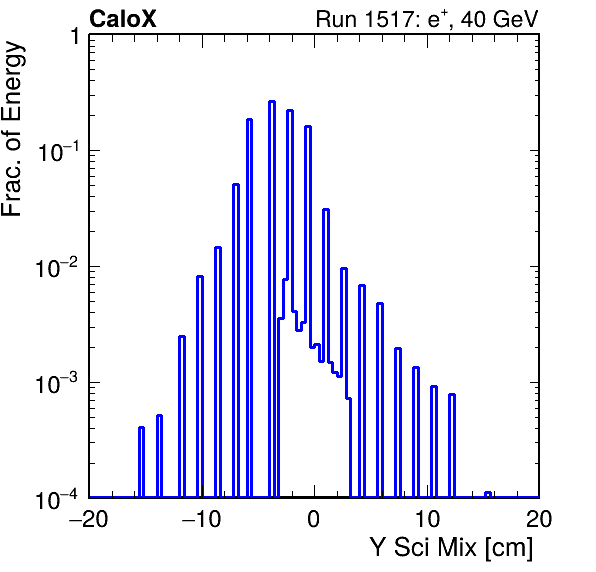 CaloX Run 1517: e⁺, 40 GeV
Frac. of Energy
1
10⁻¹
10⁻²
10⁻³
10⁻⁴
−20 −10 0 10 20
Y Sci Mix [cm]